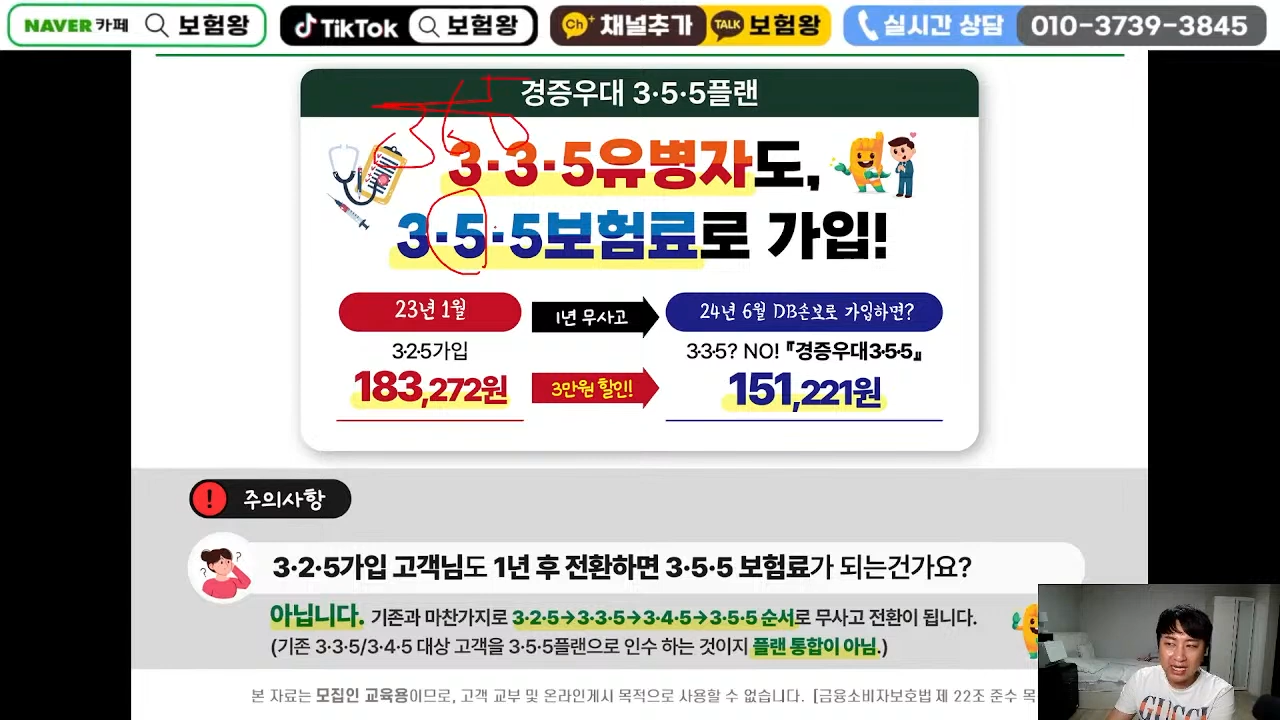 NAVER 카페 보험왕 TikTok 보험왕 Ch+ 채널추가 TALK 보험왕 실시간 상담 010-3739-3845
경증우대 3·5·5플랜
365
3·3·5유병자도,
3·5·5보험료로 가입!
23년 1월 1년 무사고 24년 6월 DB손보로 가입하면?
3·2·5가입 3·3·5? NO! 『경증우대3·5·5』
183,272원 3만원 할인! 151,221원
! 주의사항
3·2·5가입 고객님도 1년 후 전환하면 3·5·5 보험료가 되는건가요?
아닙니다. 기존과 마찬가지로 3·2·5→3·3·5→3·4·5→3·5·5 순서로 무사고 전환이 됩니다.
(기존 3·3·5/3·4·5 대상 고객을 3·5·5플랜으로 인수 하는 것이지 플랜 통합이 아님.)
본 자료는 모집인 교육용이므로, 고객 교부 및 온라인게시 목적으로 사용할 수 없습니다. [금융소비자보호법 제 22조 준수 목
GUCCI